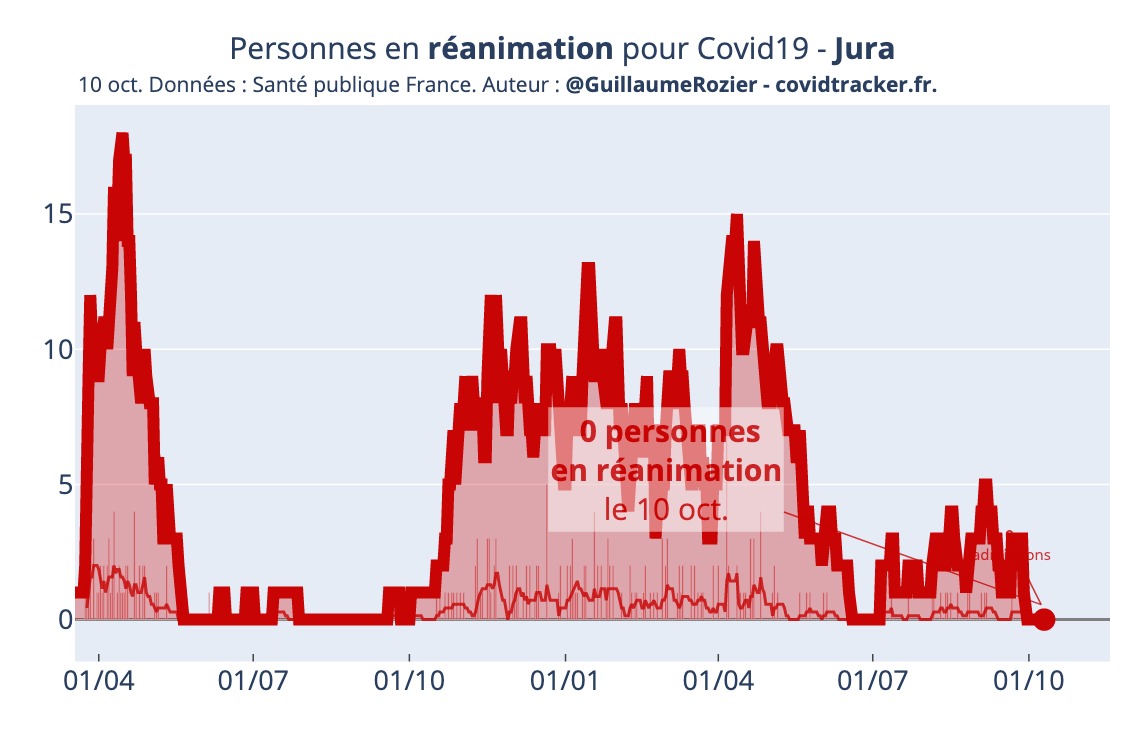 Personnes en réanimation pour Covid19 - Jura
10 oct. Données : Santé publique France. Auteur : @GuillaumeRozier - covidtracker.fr.
15
10
5
0
0 personnes
en réanimation
le 10 oct.
01/04
01/07
01/10
01/01
01/04
01/07
01/10